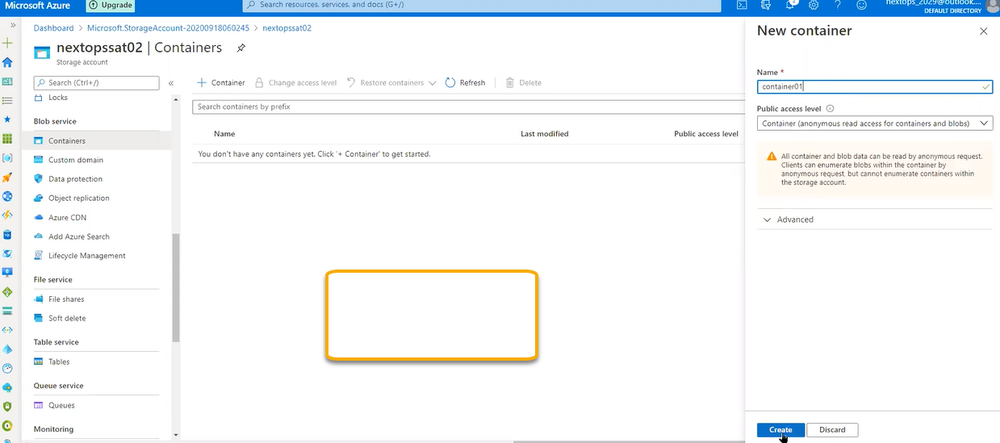 Microsoft Azure
Upgrade
Search resources, services, and docs (G+/)
nextops_2029@outlook....
DEFAULT DIRECTORY
Dashboard > Microsoft.StorageAccount-20200918060245 > nextopssat02
nextopssat02 | Containers
Storage account
Search (Ctrl+/)
Locks
Blob service
Containers
Custom domain
Data protection
Object replication
Azure CDN
Add Azure Search
Lifecycle Management
File service
File shares
Soft delete
Table service
Tables
Queue service
Queues
Monitoring
Container
Change access level
Restore containers
Refresh
Delete
Search containers by prefix
Name
Last modified
Public access level
You don't have any containers yet. Click '+ Container' to get started.
New container
Name *
container01
Public access level
Container (anonymous read access for containers and blobs)
All container and blob data can be read by anonymous request.
Clients can enumerate blobs within the container by
anonymous request, but cannot enumerate containers within
the storage account.
Advanced
Create
Discard